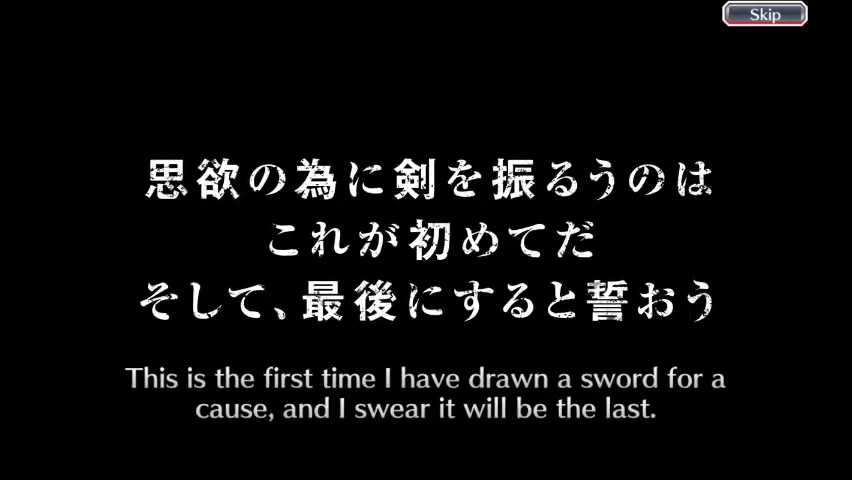 Skip
思欲の為に剣を振るうのは
これが初めてだ
そして、最後にすると誓おう
This is the first time I have drawn a sword for a
cause, and I swear it will be the last.